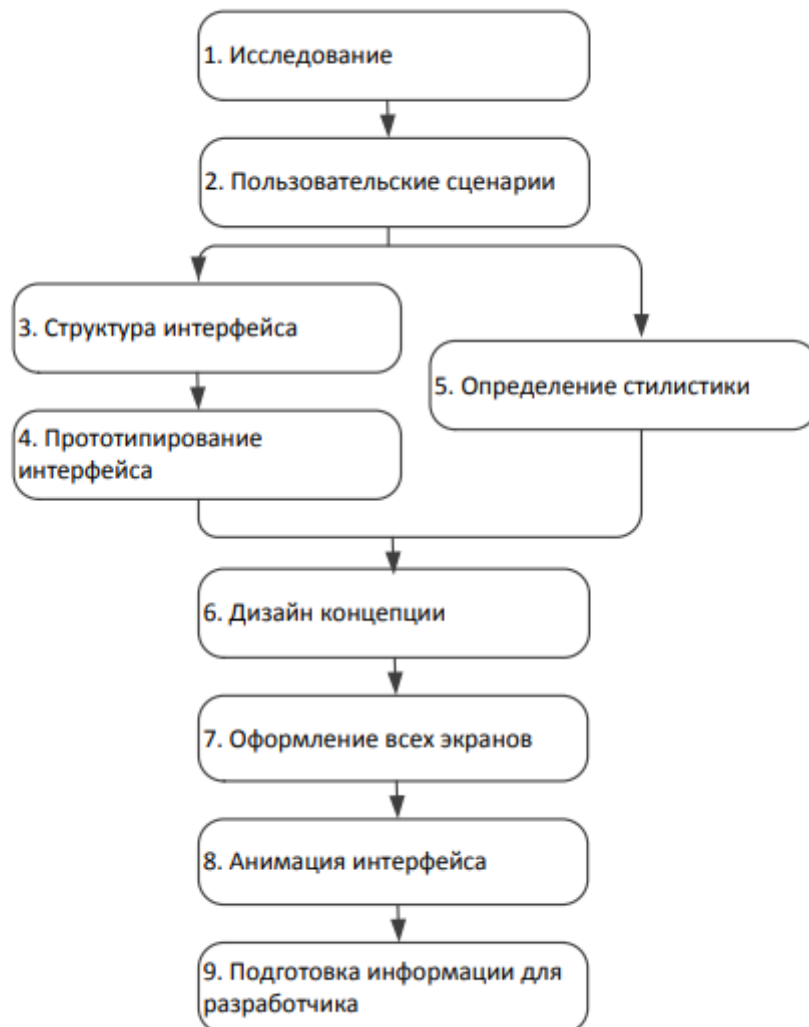 1. Исследование
2. Пользовательские сценарии
3. Структура интерфейса
4. Прототипирование
интерфейса
5. Определение стилистики
6. Дизайн концепции
7. Оформление всех экранов
8. Анимация интерфейса
9. Подготовка информации для
разработчика